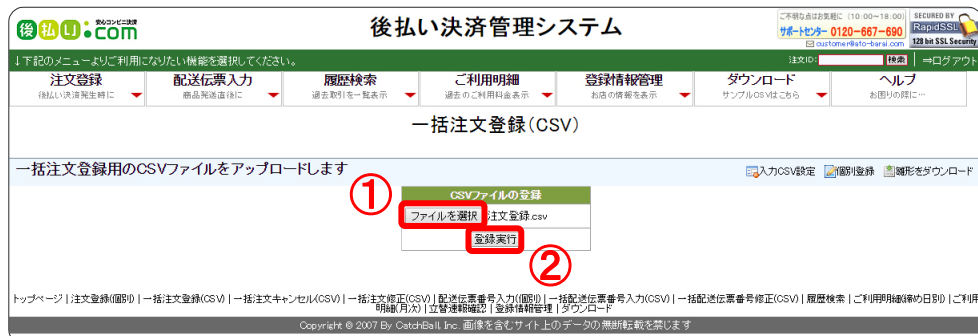 後払い.com
後払い決済管理システム
ご不明な点はお気軽に (10:00~18:00)
サポートセンター 0120-667-690
customer@ato-barai.com
SECURED BY
RapidSSL
128 bit SSL Security
↓下記のメニューよりご利用になりたい機能を選択してください。
注文ID:
検索
⇒ログアウト
注文登録
後払い決済発生時に
配送伝票入力
商品発送直後に
履歴検索
過去取引を一覧表示
ご利用明細
過去のご利用料金表示
登録情報管理
お店の情報を表示
ダウンロード
サンプルCSVはこちら
ヘルプ
お困りの際に…
一括注文登録(CSV)
一括注文登録用のCSVファイルをアップロードします
入力CSV設定
個別登録
雛形をダウンロード
①
CSVファイルの登録
ファイルを選択
注文登録.csv
登録実行
②
トップページ | 注文登録(個別) | 一括注文登録(CSV) | 一括注文キャンセル(CSV) | 一括注文修正(CSV) | 配送伝票番号入力(個別) | 一括配送伝票番号入力(CSV) | 一括配送伝票番号修正(CSV) | 履歴検索 | ご利用明細(締め日別) | ご利用
明細(月次) | 立替速報確認 | 登録情報管理 | ダウンロード
Copyright © 2007 By CatchBall, Inc. 画像を含むサイト上のデータの無断転載を禁じます